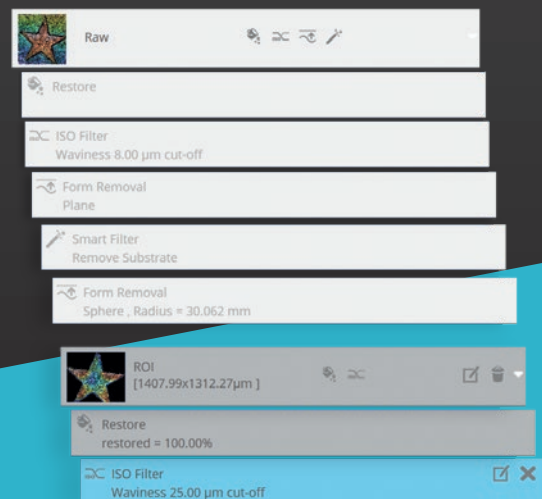 Raw
Restore
ISO Filter
Waviness 8.00 µm cut-off
Form Removal
Plane
Smart Filter
Remove Substrate
Form Removal
Sphere , Radius = 30.062 mm
ROI
[1407.99x1312.27µm ]
Restore
restored = 100.00%
ISO Filter
Waviness 25.00 µm cut-off